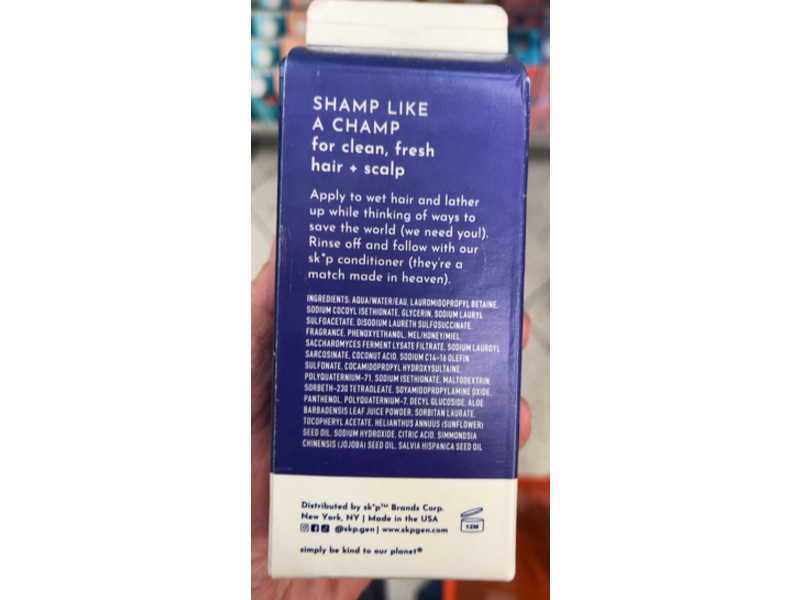 SHAMP LIKE
A CHAMP
for clean, fresh
hair + scalp
Apply to wet hair and lather
up while thinking of ways to
save the world (we need you!).
Rinse off and follow with our
sk*p conditioner (they're a
match made in heaven).
INGREDIENTS: AQUA/WATER/EAU, LAUROMIDOPROPYL BETAINE,
SODIUM COCOYL ISETHIONATE, GLYCERIN, SODIUM LAURYL
SULFOACETATE, DISODIUM LAURETH SULFOSUCCINATE,
FRAGRANCE, PHENOXYETHANOL, MEL/HONEY/MIEL,
SACCHAROMYCES FERMENT LYSATE FILTRATE, SODIUM LAUROYL
SARCOSINATE, COCONUT ACID, SODIUM C14-16 OLEFIN
SULFONATE, COCAMIDOPROPYL HYDROXYSULTAINE,
POLYQUATERNIUM-71, SODIUM ISETHIONATE, MALTODEXTRIN,
SORBETH-230 TETRAOLEATE, SOYAMIDOPROPYLAMINE OXIDE,
PANTHENOL, POLYQUATERNIUM-7, DECYL GLUCOSIDE, ALOE
BARBADENSIS LEAF JUICE POWDER, SORBITAN LAURATE,
TOCOPHERYL ACETATE, HELIANTHUS ANNUUS (SUNFLOWER)
SEED OIL, SODIUM HYDROXIDE, CITRIC ACID, SIMMONDSIA
CHINENSIS (JOJOBA) SEED OIL, SALVIA HISPANICA SEED OIL
Distributed by sk*p™ Brands Corp.
New York, NY | Made in the USA
@skp.gen | www.skpgen.com
12M
simply be kind to our planet®